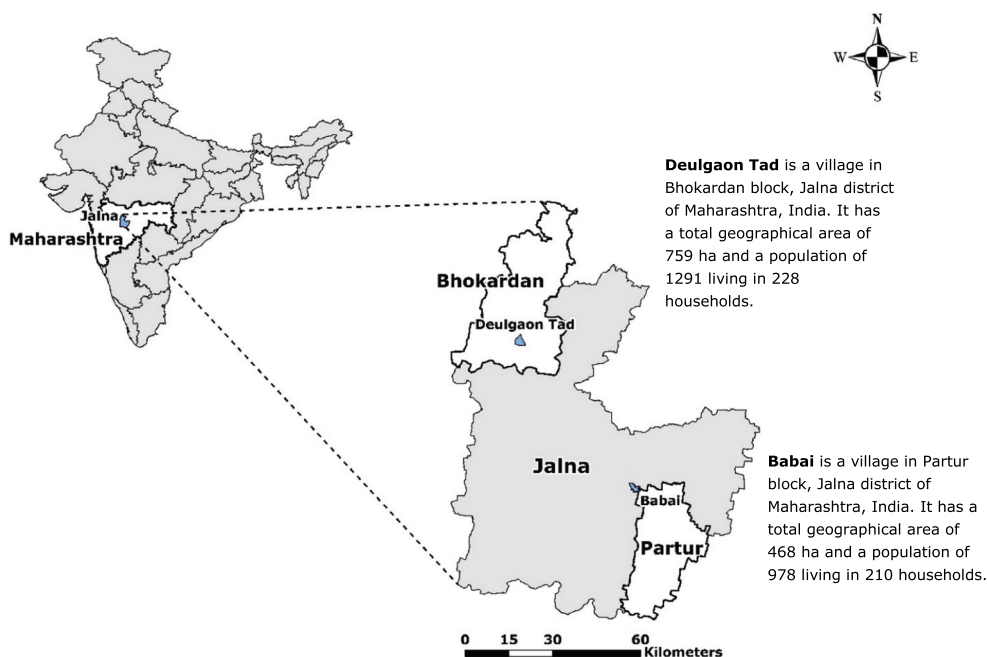 N
W E
S
Deulgaon Tad is a village in
Bhokardan block, Jalna district
of Maharashtra, India. It has
a total geographical area of
759 ha and a population of
1291 living in 228
households.
Jalna
Maharashtra
Bhokardan
Deulgaon Tad
Jalna
Babai
Partur
Babai is a village in Partur
block, Jalna district of
Maharashtra, India. It has a
total geographical area of
468 ha and a population of
978 living in 210 households.
0 15 30 60
Kilometers